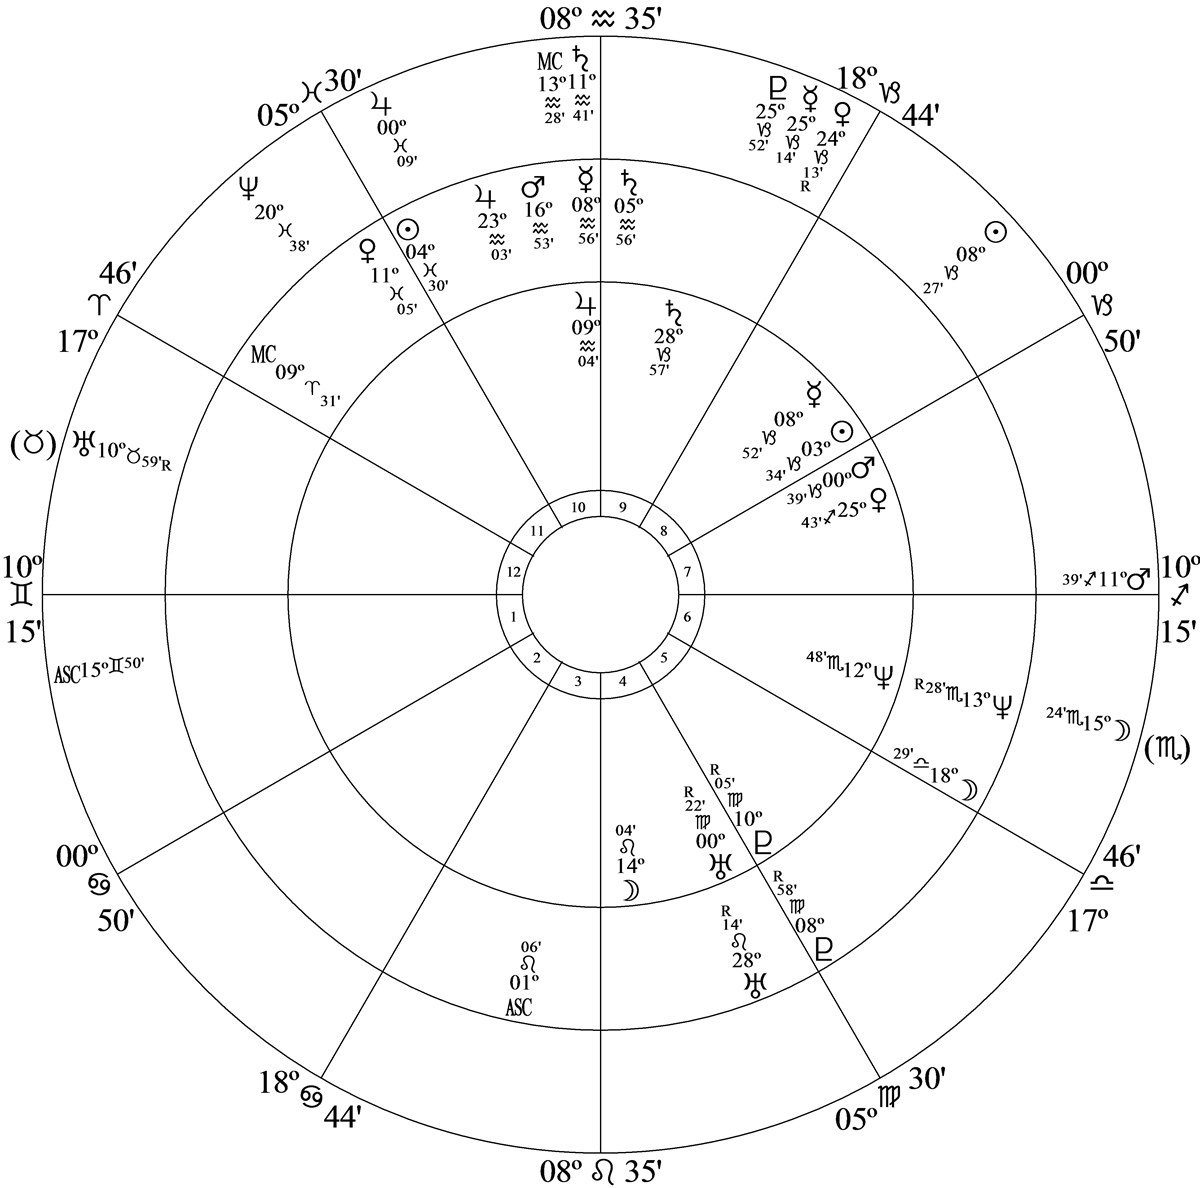 08º ♒ 35'
05º ♓ 30'
18º ♑ 44'
♃
00º
♓
09'
MC
13º
♒
28'
♄
11º
♒
41'
♇
25º
♑
52'
☿
25º
♑
14'
♀
24º
♑
13'
R
♆
20º
♓
38'
♀
11º
♓
05'
☉
04º
♓
30'
♃
23º
♒
03'
♂
16º
♒
53'
☿
08º
♒
56'
♄
05º
♒
56'
☉
08º
♑
27'
46'
♈
17º
00º
♑
50'
MC
09º
♈
31'
♃
09º
♒
04'
♄
28º
♑
57'
☿
08º
♑
52'
☉
03º
♑
34'
♂
00º
♑
39'
♀
25º
♐
43'
(♉) ♅ 10º ♉ 59' R
10º
♊
15'
39' ♐ 11º ♂
10º
♐
15'
10 9
11 8
12 7
1 6
2 5
3 4
ASC 15º ♊ 50'
48' ♏ 12º ♆
R 28' ♏ 13º ♆
24' ♏ 15º ☽
(♏)
29' ♎ 18º ☽
R
05'
♍
10º
♇
R
22'
♍
00º
♅
04'
♌
14º
☽
00º
♋
50'
46'
♎
17º
R
58'
♍
08º
♇
R
14'
♌
28º
♅
06'
♌
01º
ASC
18º ♋ 44'
05º ♍ 30'
08º ♌ 35'